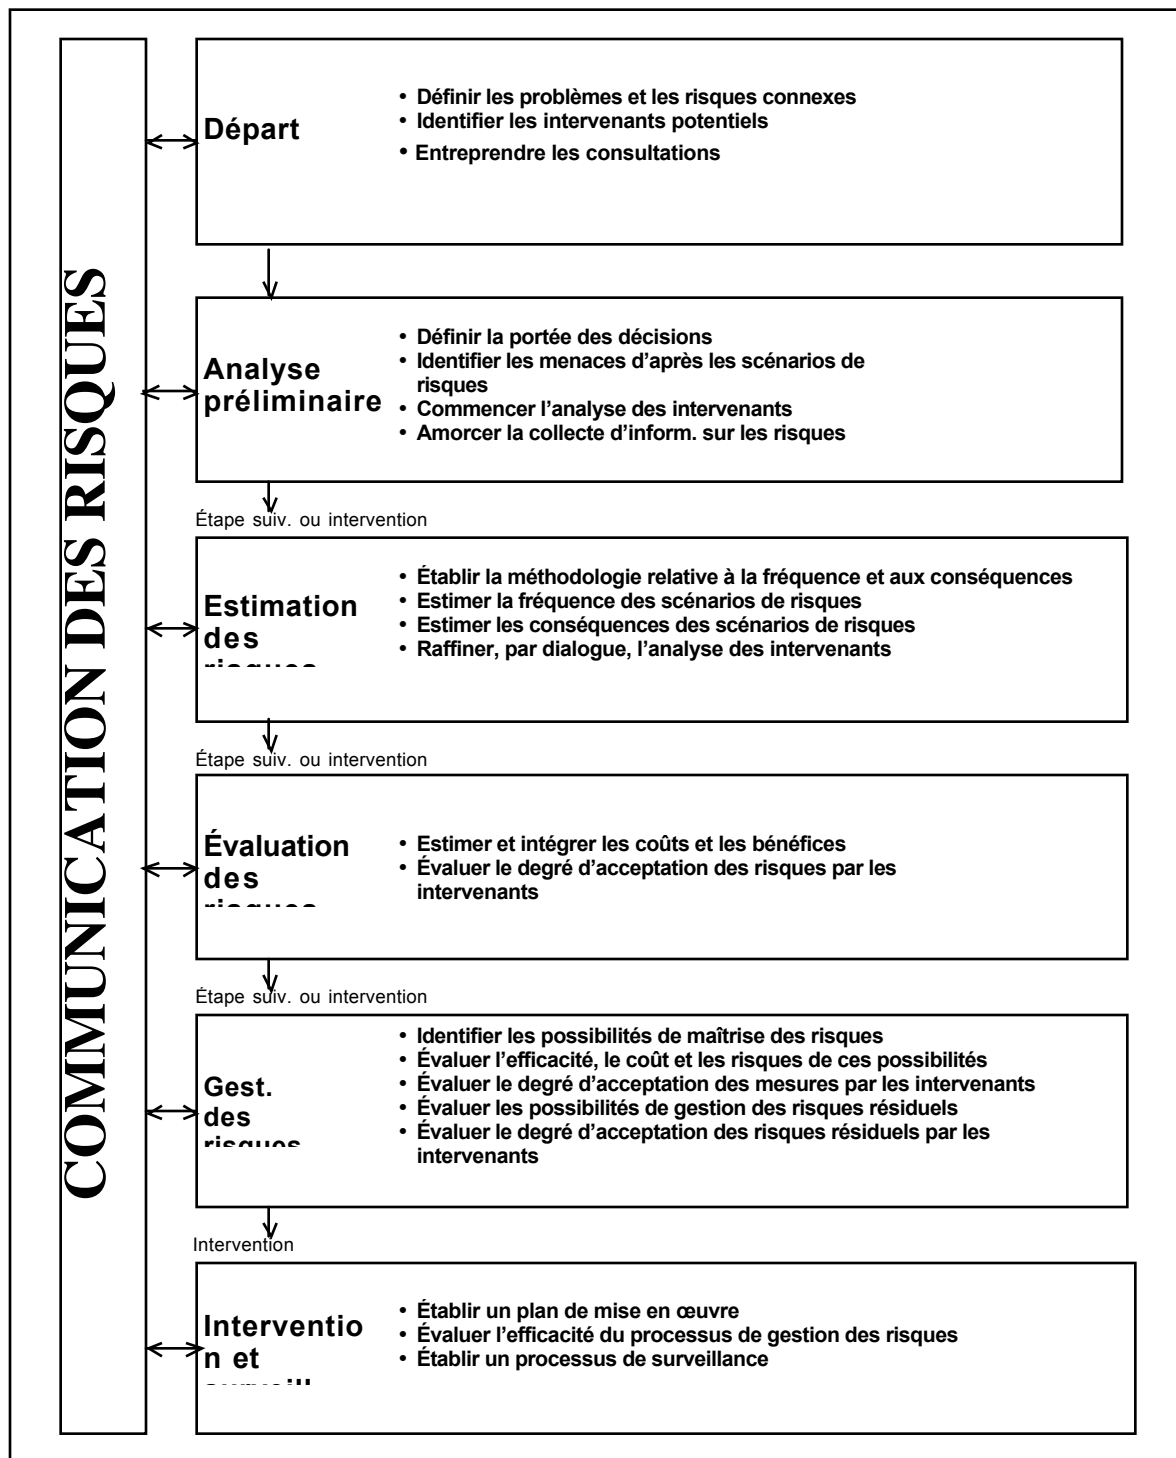 COMMUNICATION DES RISQUES
Départ
• Définir les problèmes et les risques connexes
• Identifier les intervenants potentiels
• Entreprendre les consultations
Analyse
préliminaire
• Définir la portée des décisions
• Identifier les menaces d’après les scénarios de
risques
• Commencer l’analyse des intervenants
• Amorcer la collecte d’inform. sur les risques
Étape suiv. ou intervention
Estimation
des
risques
• Établir la méthodologie relative à la fréquence et aux conséquences
• Estimer la fréquence des scénarios de risques
• Estimer les conséquences des scénarios de risques
• Raffiner, par dialogue, l’analyse des intervenants
Étape suiv. ou intervention
Évaluation
des
risques
• Estimer et intégrer les coûts et les bénéfices
• Évaluer le degré d’acceptation des risques par les
intervenants
Étape suiv. ou intervention
Gest.
des
risques
• Identifier les possibilités de maîtrise des risques
• Évaluer l’efficacité, le coût et les risques de ces possibilités
• Évaluer le degré d’acceptation des mesures par les intervenants
• Évaluer les possibilités de gestion des risques résiduels
• Évaluer le degré d’acceptation des risques résiduels par les
intervenants
Intervention
Interventio
n et
surveill
• Établir un plan de mise en œuvre
• Évaluer l’efficacité du processus de gestion des risques
• Établir un processus de surveillance